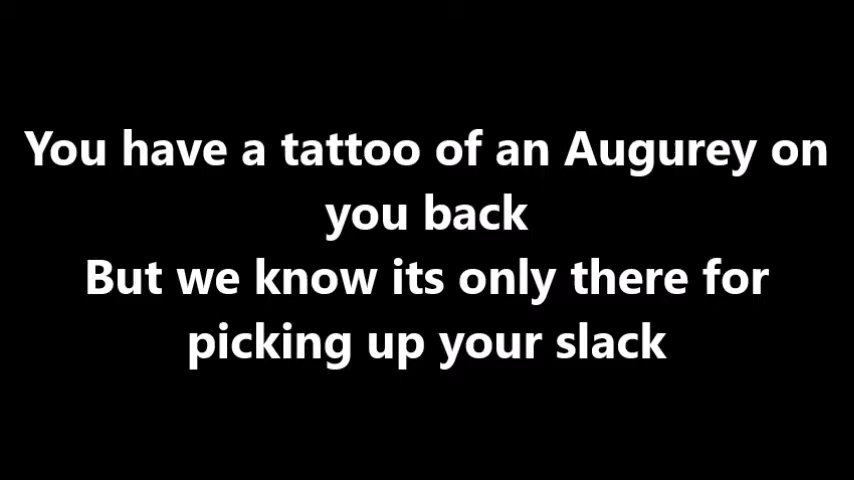 You have a tattoo of an Augurey on
you back
But we know its only there for
picking up your slack